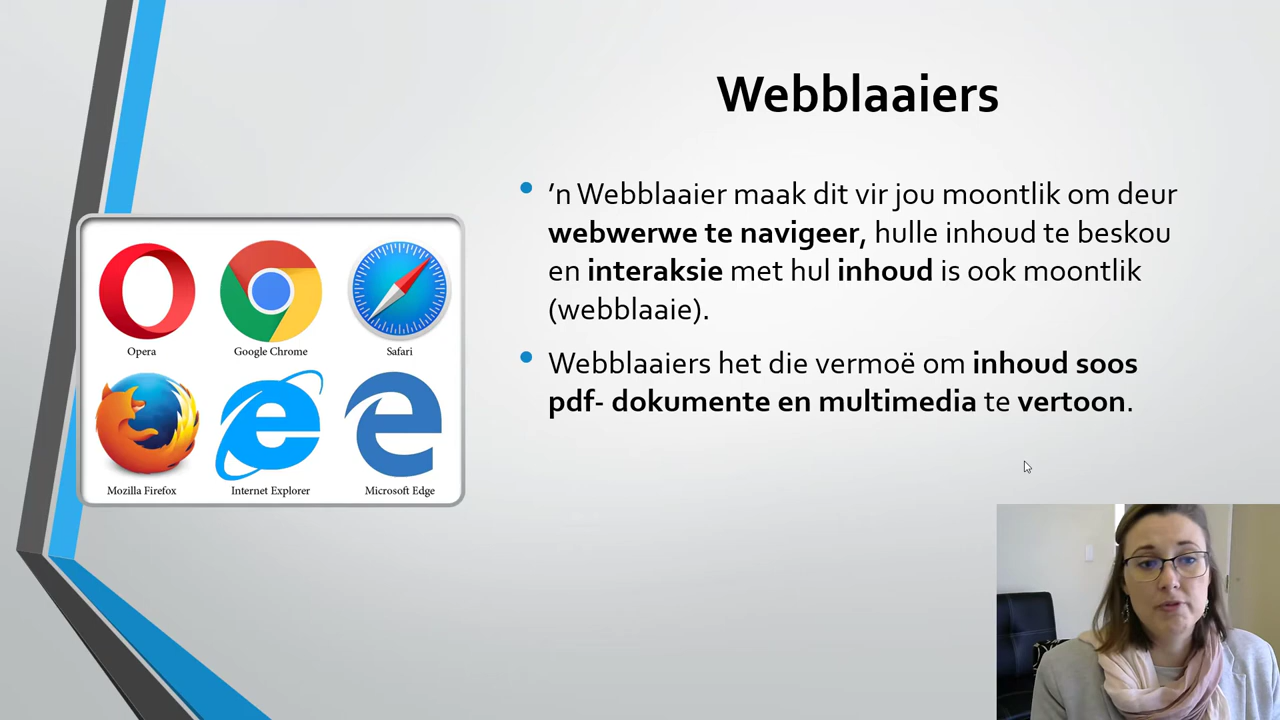 Webblaaiers
'n Webblaaier maak dit vir jou moontlik om deur
webwerwe te navigeer, hulle inhoud te beskou
en interaksie met hul inhoud is ook moontlik
(webblaaie).
Webblaaiers het die vermoë om inhoud soos
pdf- dokumente en multimedia te vertoon.
Opera
Google Chrome
Safari
Mozilla Firefox
Internet Explorer
Microsoft Edge